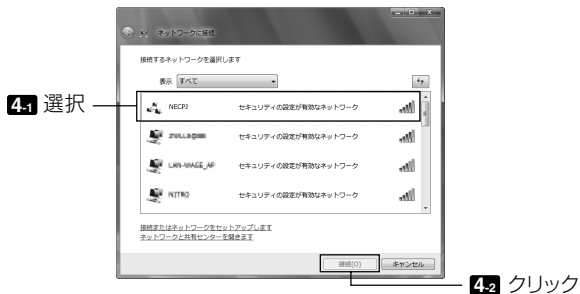 ネットワークに接続
接続するネットワークを選択します
表示 すべて
4-1 選択
NECPJ セキュリティの設定が有効なネットワーク
セキュリティの設定が有効なネットワーク
LAN-WAGE_AP セキュリティの設定が有効なネットワーク
NITRO セキュリティの設定が有効なネットワーク
接続またはネットワークをセットアップします
ネットワークと共有センターを開きます
接続(O) キャンセル
4-2 クリック